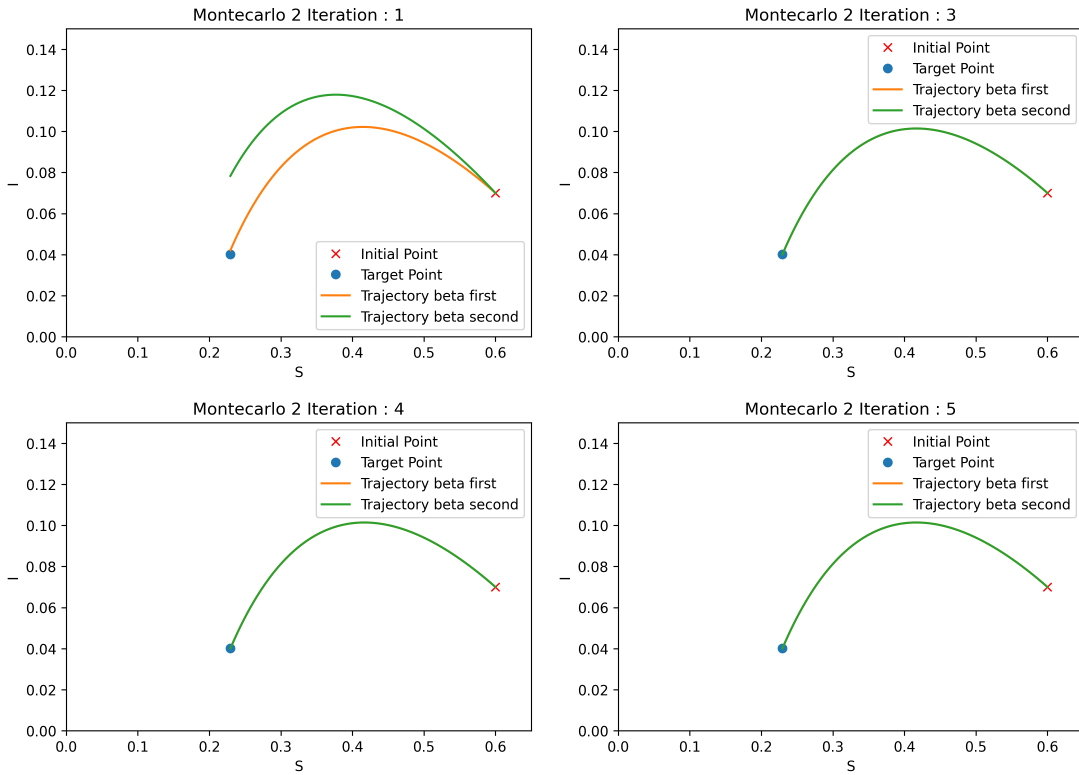 Montecarlo 2 Iteration : 1
0.14
0.12
0.10
0.08
0.06
0.04
0.02
0.00
I
Initial Point
Target Point
Trajectory beta first
Trajectory beta second
0.0 0.1 0.2 0.3 0.4 0.5 0.6
S
Montecarlo 2 Iteration : 3
0.14
0.12
0.10
0.08
0.06
0.04
0.02
0.00
I
Initial Point
Target Point
Trajectory beta first
Trajectory beta second
0.0 0.1 0.2 0.3 0.4 0.5 0.6
S
Montecarlo 2 Iteration : 4
0.14
0.12
0.10
0.08
0.06
0.04
0.02
0.00
I
Initial Point
Target Point
Trajectory beta first
Trajectory beta second
0.0 0.1 0.2 0.3 0.4 0.5 0.6
S
Montecarlo 2 Iteration : 5
0.14
0.12
0.10
0.08
0.06
0.04
0.02
0.00
I
Initial Point
Target Point
Trajectory beta first
Trajectory beta second
0.0 0.1 0.2 0.3 0.4 0.5 0.6
S